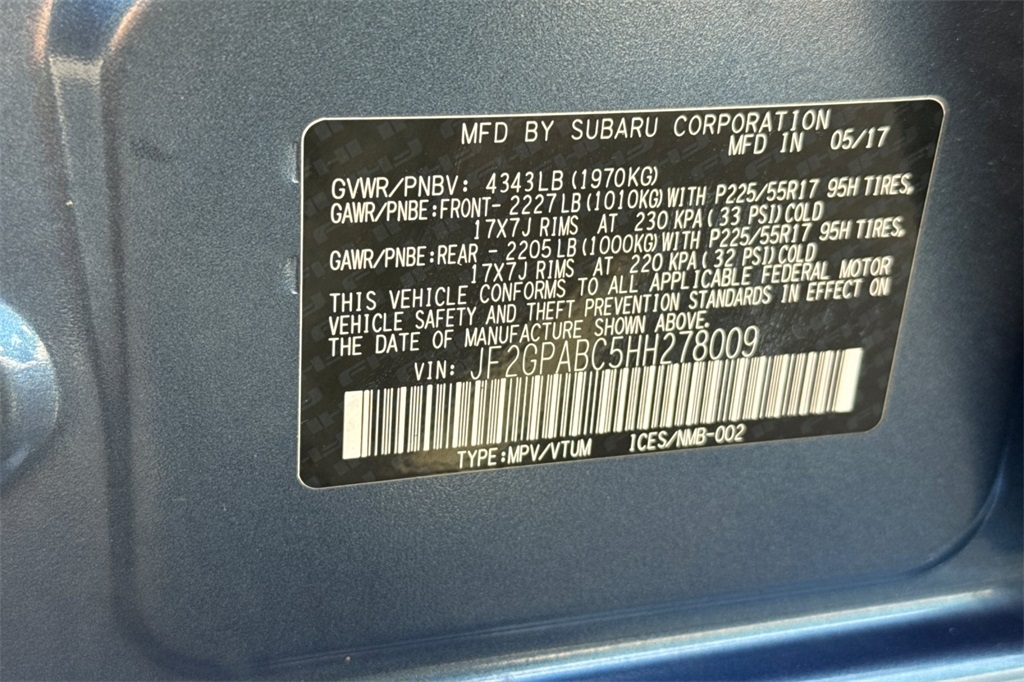 MFD BY SUBARU CORPORATION
MFD IN 05/17
GVWR/PNBV: 4343LB (1970KG)
GAWR/PNBE:FRONT- 2227LB (1010KG) WITH P225/55R17 95H TIRES,
17X7J RIMS AT 230 KPA (33 PSI) COLD
GAWR/PNBE:REAR - 2205LB (1000KG) WITH P225/55R17 95H TIRES,
17X7J RIMS AT 220 KPA (32 PSI) COLD
THIS VEHICLE CONFORMS TO ALL APPLICABLE FEDERAL MOTOR
VEHICLE SAFETY AND THEFT PREVENTION STANDARDS IN EFFECT ON
THE DATE OF MANUFACTURE SHOWN ABOVE.
VIN: JF2GPABC5HH278009
TYPE:MPV/VTUM ICES/NMB-002